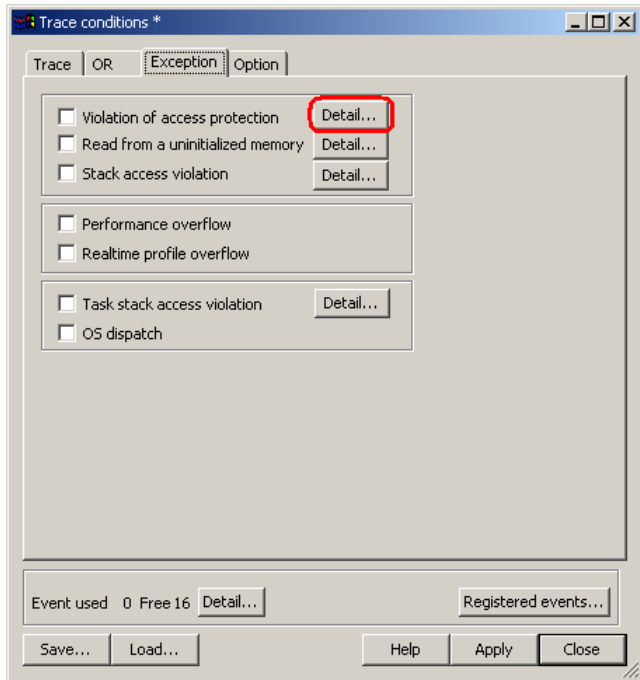 Trace conditions *
Trace OR Exception Option
Violation of access protection Detail...
Read from a uninitialized memory Detail...
Stack access violation Detail...
Performance overflow
Realtime profile overflow
Task stack access violation Detail...
OS dispatch
Event used 0 Free 16 Detail... Registered events...
Save... Load... Help Apply Close